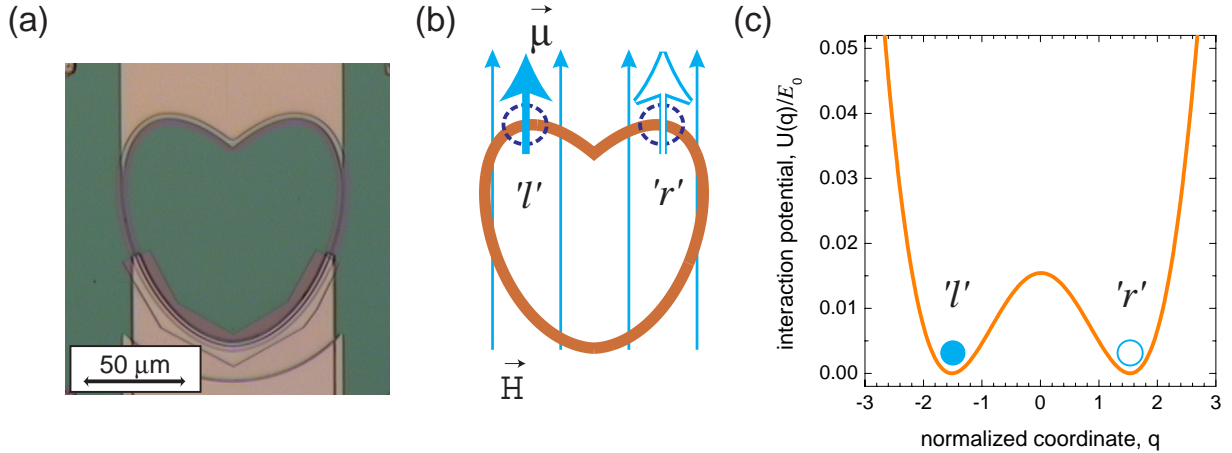 (a)
50 μm
(b)
μ⃗
'l'
'r'
H⃗
(c)
interaction potential, U(q)/E₀
0.05
0.04
0.03
0.02
0.01
0.00
'l'
'r'
-3
-2
-1
0
1
2
3
normalized coordinate, q